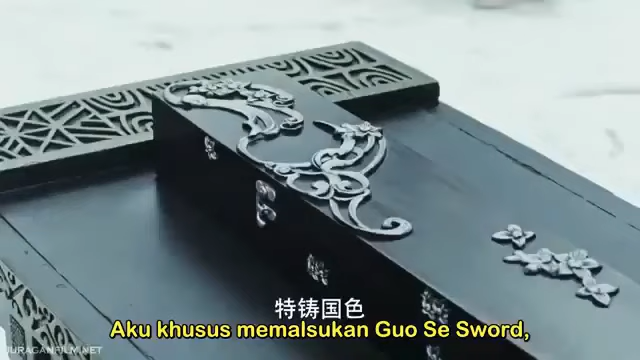 特铸国色
Aku khusus memalsukan Guo Se Sword,
JURAGANFILM.NET